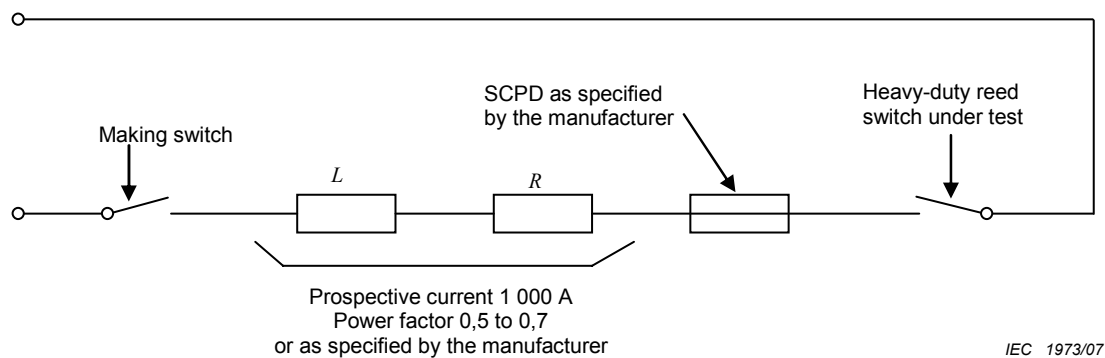 SCPD as specified
by the manufacturer
Heavy-duty reed
switch under test
Making switch
L
R
Prospective current 1 000 A
Power factor 0,5 to 0,7
or as specified by the manufacturer
IEC 1973/07